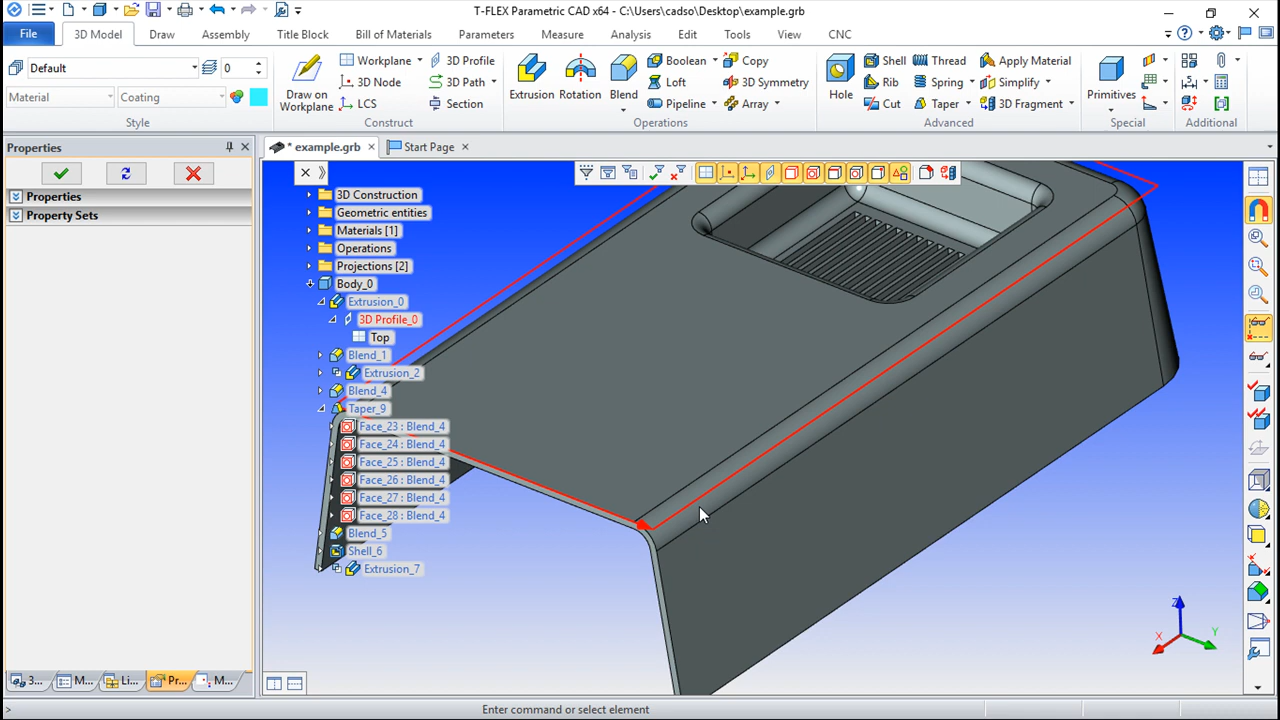 T-FLEX Parametric CAD x64 - C:\Users\cadso\Desktop\example.grb
File
3D Model
Draw
Assembly
Title Block
Bill of Materials
Parameters
Measure
Analysis
Edit
Tools
View
CNC
Default
0
Material
Coating
Style
Draw on
Workplane
Workplane
3D Node
LCS
3D Profile
3D Path
Section
Construct
Extrusion
Rotation
Blend
Boolean
Loft
Pipeline
Copy
3D Symmetry
Array
Operations
Hole
Shell
Rib
Cut
Thread
Spring
Taper
Apply Material
Simplify
3D Fragment
Advanced
Primitives
Special
Additional
Properties
Properties
Property Sets
* example.grb
Start Page
3D Construction
Geometric entities
Materials [1]
Operations
Projections [2]
Body_0
Extrusion_0
3D Profile_0
Top
Blend_1
Extrusion_2
Blend_4
Taper_9
Face_23 : Blend_4
Face_24 : Blend_4
Face_25 : Blend_4
Face_26 : Blend_4
Face_27 : Blend_4
Face_28 : Blend_4
Blend_5
Shell_6
Extrusion_7
Z
X
Y
3...
M...
Li...
Pr...
M...
>
Enter command or select element